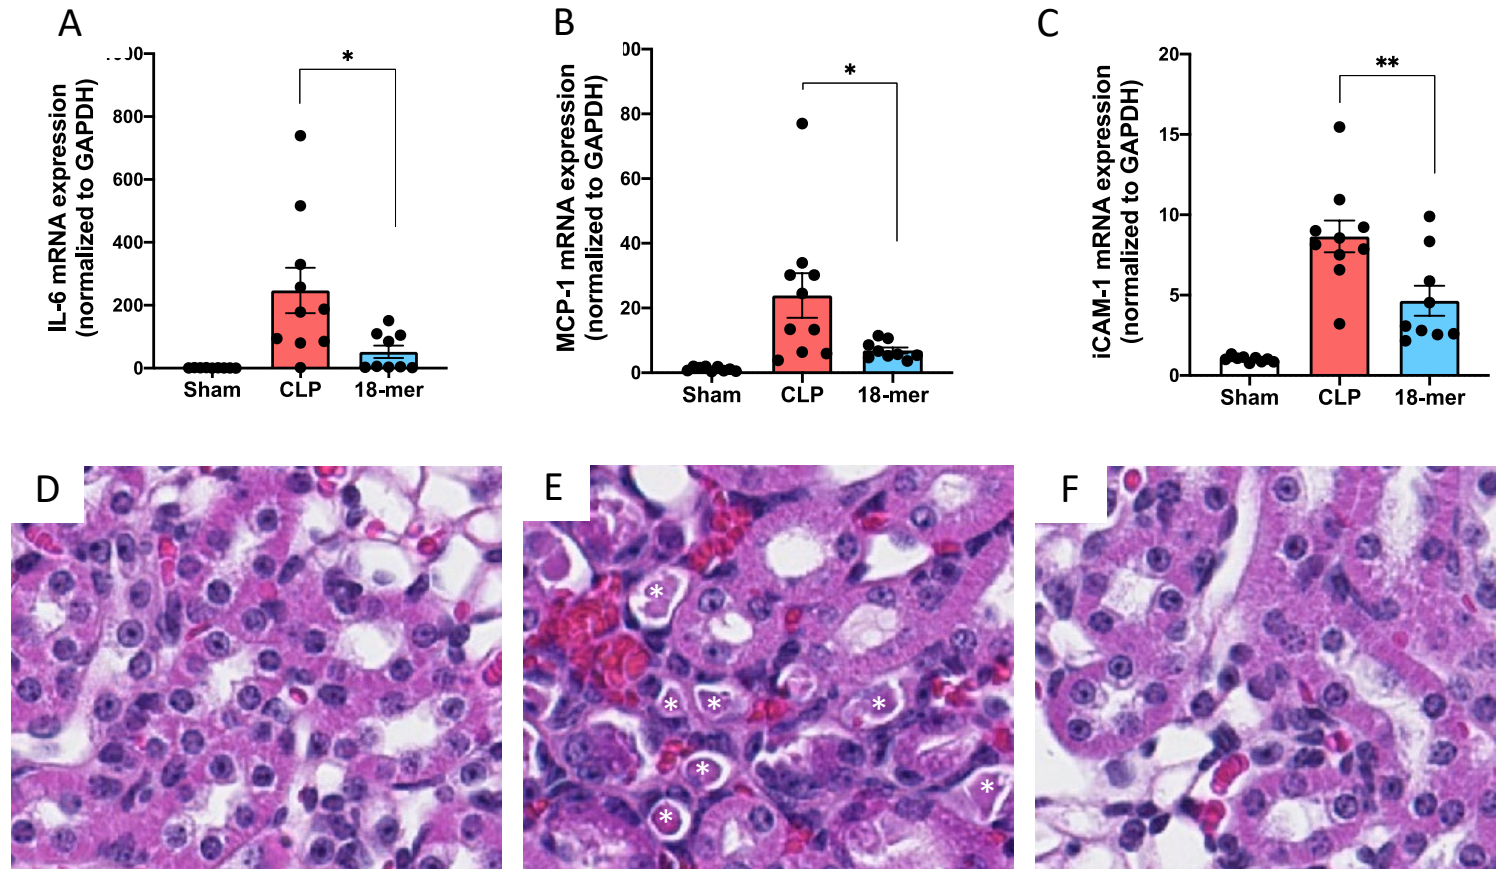 A
B
C
IL-6 mRNA expression
(normalized to GAPDH)
800
600
400
200
0
*
Sham CLP 18-mer
MCP-1 mRNA expression
(normalized to GAPDH)
80
60
40
20
0
*
Sham CLP 18-mer
iCAM-1 mRNA expression
(normalized to GAPDH)
20
15
10
5
0
**
Sham CLP 18-mer
D
E
F
*
*
*
*
*
*
*